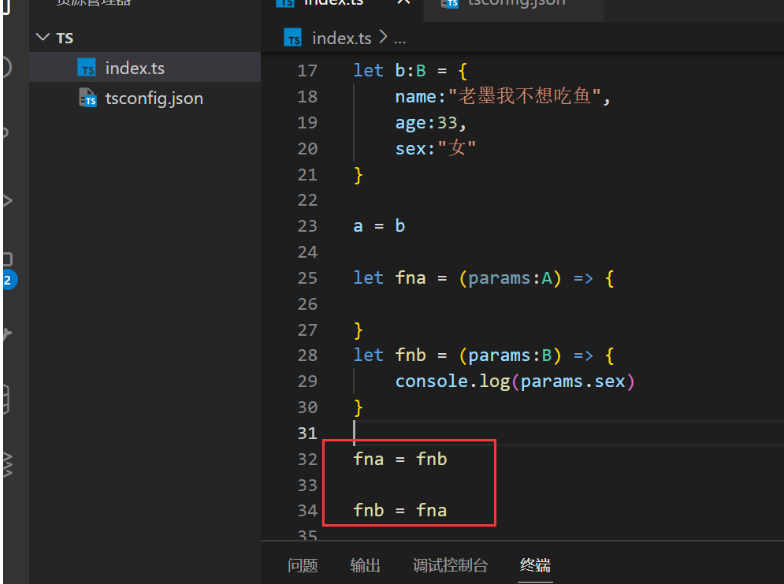 资源管理器
index.ts
tsconfig.json
TS
TS index.ts > ...
TS index.ts
TS tsconfig.json
17 let b:B = {
18 name:"老墨我不想吃鱼",
19 age:33,
20 sex:"女"
21 }
22
23 a = b
24
25 let fna = (params:A) => {
26
27 }
28 let fnb = (params:B) => {
29 console.log(params.sex)
30 }
31
32 fna = fnb
33
34 fnb = fna
35
2
问题 输出 调试控制台 终端